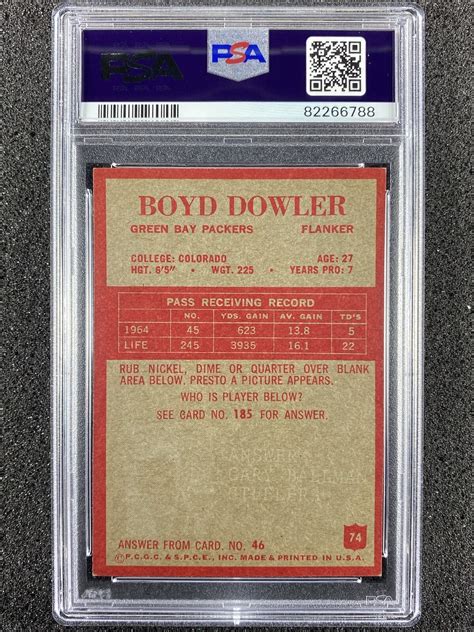 PSA
PSA
82266788
BOYD DOWLER
GREEN BAY PACKERS FLANKER
COLLEGE: COLORADO AGE: 27
HGT. 6'5" • WGT. 225 • YEARS PRO: 7
PASS RECEIVING RECORD
NO. YDS. GAIN AV. GAIN TD'S
1964 45 623 13.8 5
LIFE 245 3935 16.1 22
RUB NICKEL, DIME OR QUARTER OVER BLANK
AREA BELOW. PRESTO A PICTURE APPEARS.
WHO IS PLAYER BELOW?
SEE CARD NO. 185 FOR ANSWER.
ANSWER:
74
ANSWER FROM CARD. NO. 46
©P.C.G.C. & S.P.C.E., INC. MADE & PRINTED IN U.S.A.
PSA